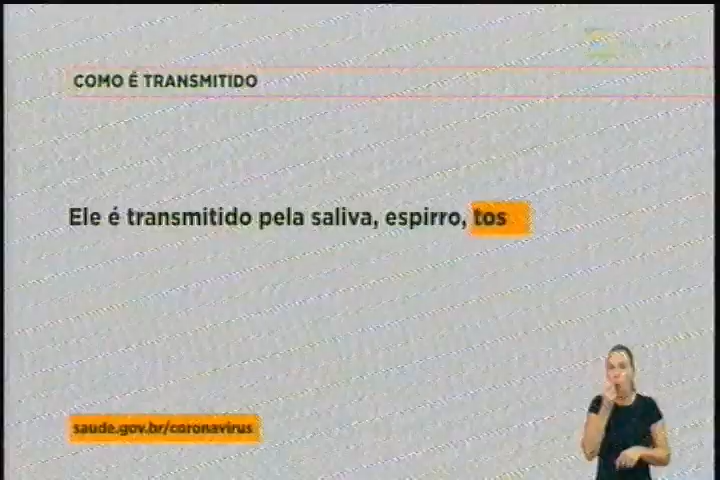 COMO É TRANSMITIDO
Ele é transmitido pela saliva, espirro, tos
saude.gov.br/coronavirus